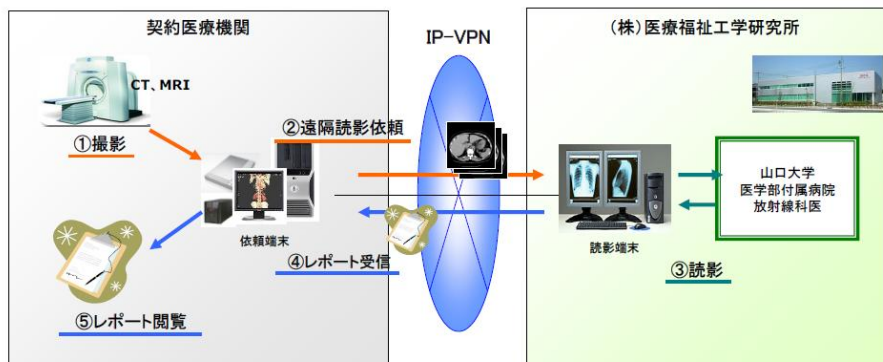 契約医療機関
IP-VPN
(株)医療福祉工学研究所
CT、MRI
①撮影
②遠隔読影依頼
山口大学
医学部付属病院
放射線科医
依頼端末
読影端末
④レポート受信
③読影
⑤レポート閲覧